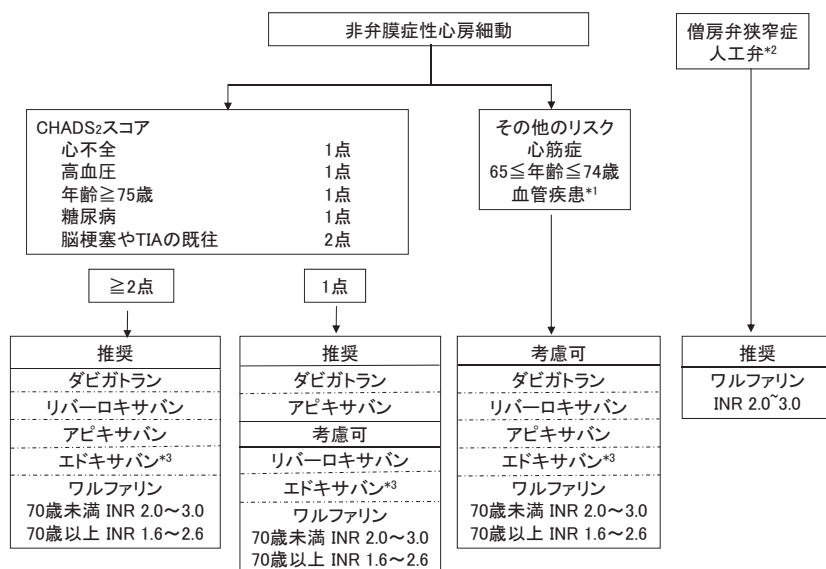 非弁膜症性心房細動
僧房弁狭窄症
人工弁*2
CHADS2スコア
心不全 1点
高血圧 1点
年齢≧75歳 1点
糖尿病 1点
脳梗塞やTIAの既往 2点
その他のリスク
心筋症
65≦年齢≦74歳
血管疾患*1
≧2点
1点
推奨
ダビガトラン
リバーロキサバン
アピキサバン
エドキサバン*3
ワルファリン
70歳未満 INR 2.0～3.0
70歳以上 INR 1.6～2.6
推奨
ダビガトラン
アピキサバン
考慮可
リバーロキサバン
エドキサバン*3
ワルファリン
70歳未満 INR 2.0～3.0
70歳以上 INR 1.6～2.6
考慮可
ダビガトラン
リバーロキサバン
アピキサバン
エドキサバン*3
ワルファリン
70歳未満 INR 2.0～3.0
70歳以上 INR 1.6～2.6
推奨
ワルファリン
INR 2.0~3.0